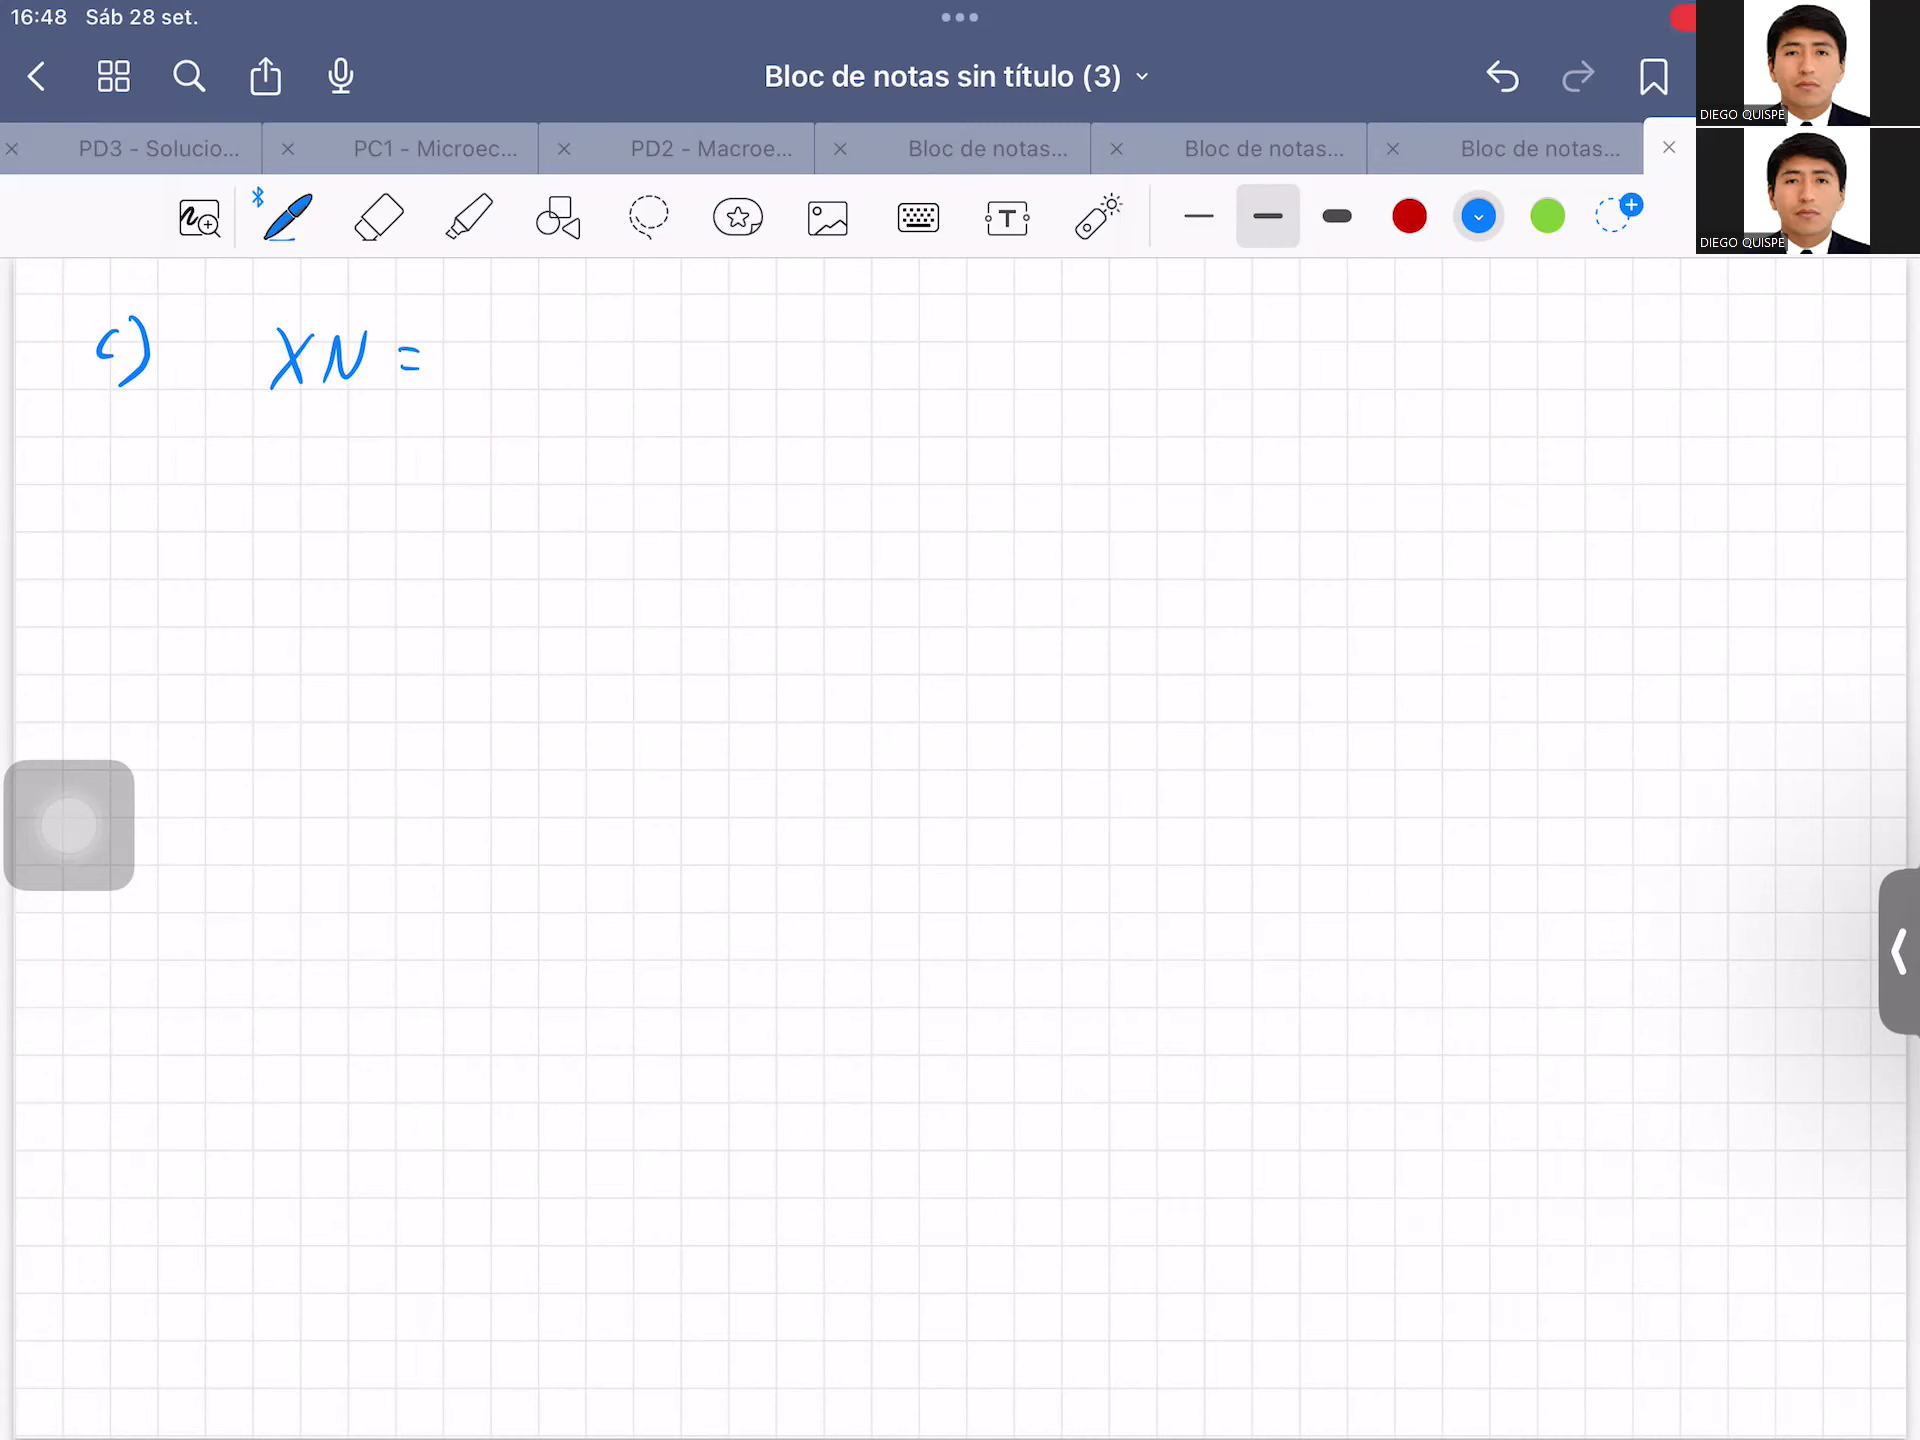 16:48 Sáb 28 set.
Bloc de notas sin título (3)
DIEGO QUISPE
PD3 - Solucio... PC1 - Microec... PD2 - Macroe... Bloc de notas... Bloc de notas... Bloc de notas...
T
DIEGO QUISPE
c) XN =